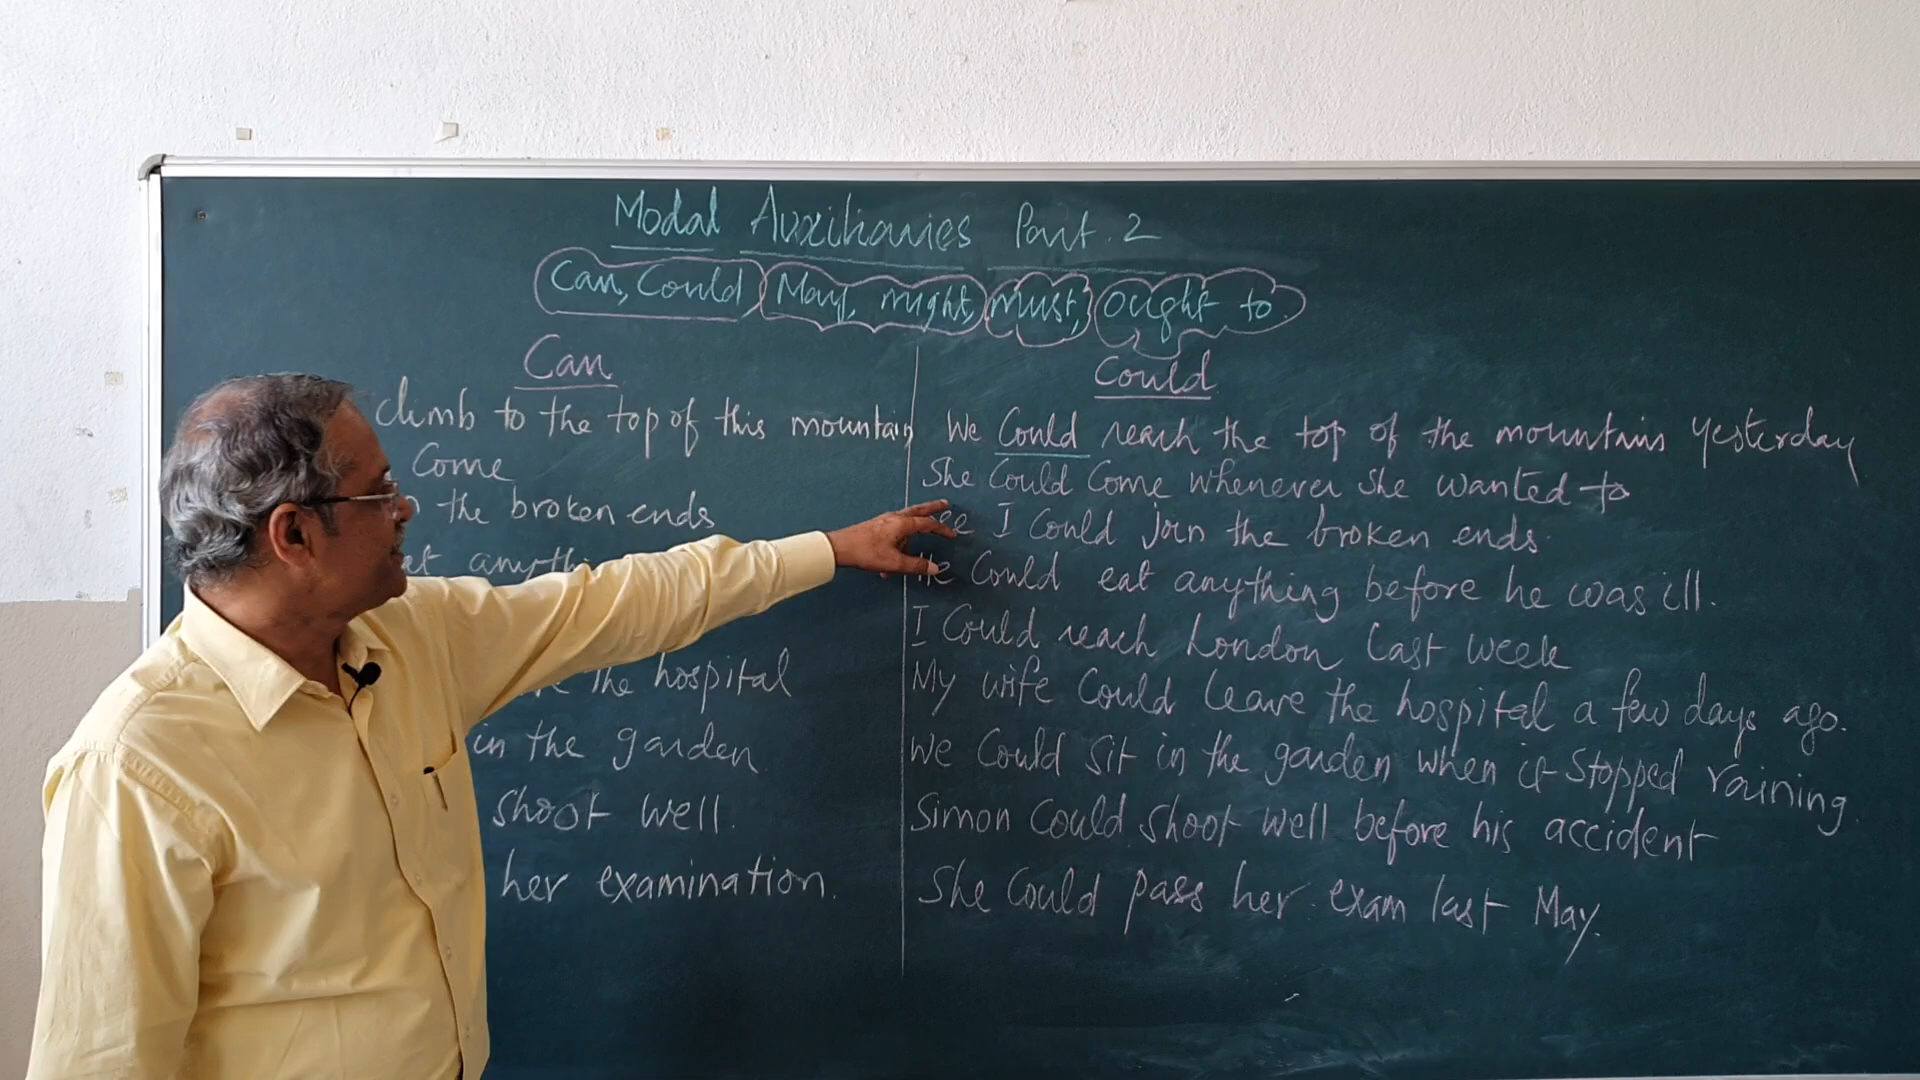 Modal Auxiliaries Part. 2
Can, Could May, might, must, ought to.
Can
climb to the top of this mountain
Come
the broken ends
eat anything
the hospital
in the garden
shoot well.
her examination.
Could
We Could reach the top of the mountains yesterday
She Could Come whenever she wanted to
I Could join the broken ends.
He Could eat anything before he was ill.
I Could reach London last week
My wife Could leave the hospital a few days ago.
We Could sit in the garden when it stopped raining.
Simon Could shoot well before his accident
She Could pass her exam last May.